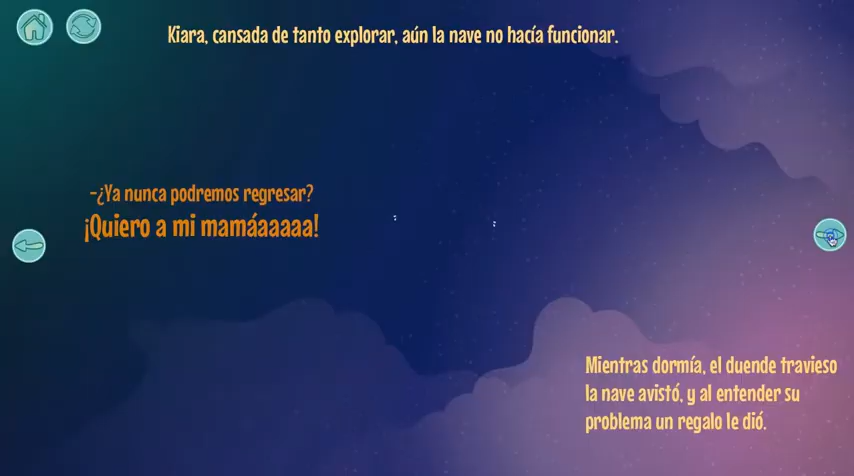 Kiara, cansada de tanto explorar, aún la nave no hacía funcionar.
-¿Ya nunca podremos regresar?
¡Quiero a mi mamáaaaaa!
Mientras dormía, el duende travieso
la nave avistó, y al entender su
problema un regalo le dió.